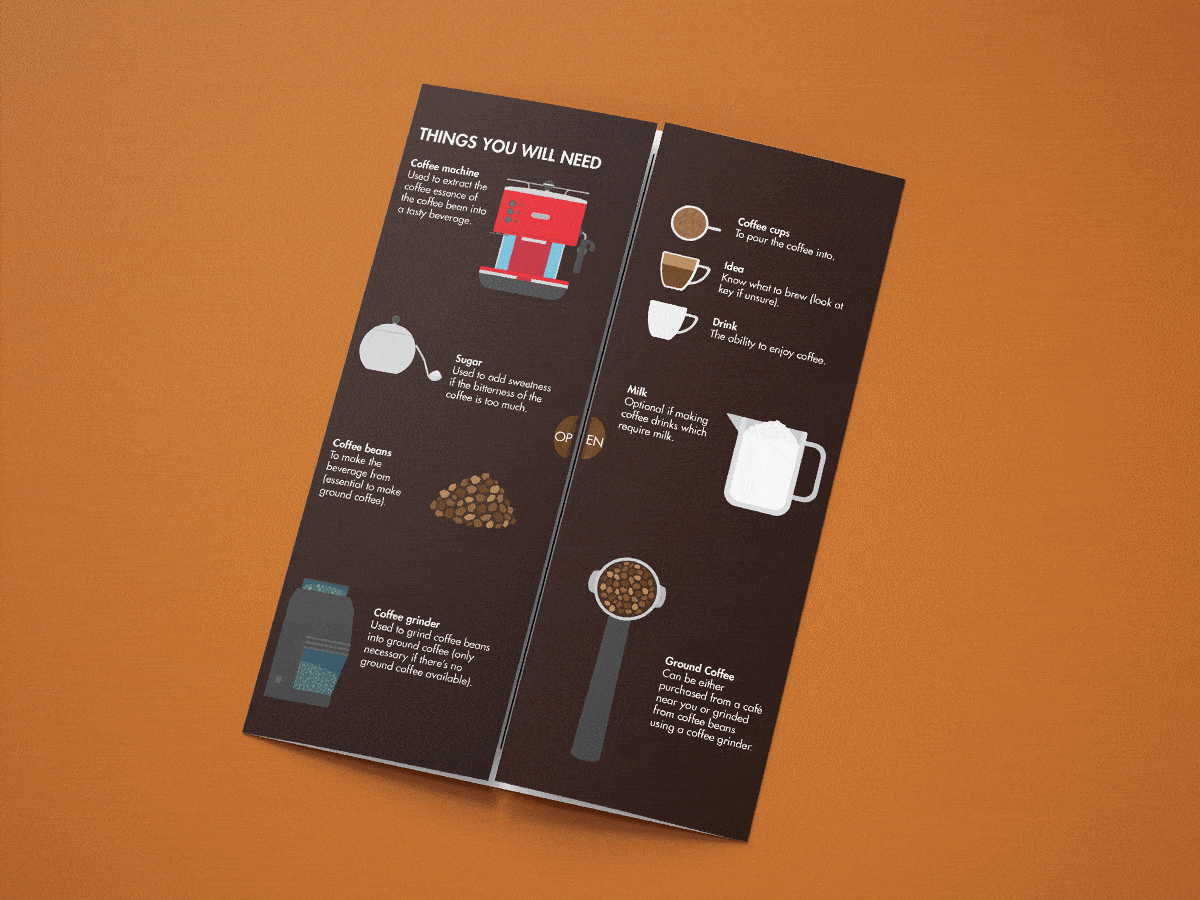 THINGS YOU WILL NEED
Coffee machine
Used to extract the
coffee essence of
the coffee bean into
a tasty beverage.
Sugar
Used to add sweetness
if the bitterness of the
coffee is too much.
Coffee beans
To make the
beverage from
(essential to make
ground coffee).
Coffee grinder
Used to grind coffee beans
into ground coffee (only
necessary if there's no
ground coffee available).
OPEN
Coffee cups
To pour the coffee into.
Idea
Know what to brew (look at
key if unsure).
Drink
The ability to enjoy coffee.
Milk
Optional if making
coffee drinks which
require milk.
Ground Coffee
Can be either
purchased from a café
near you or grinded
from coffee beans
using a coffee grinder.